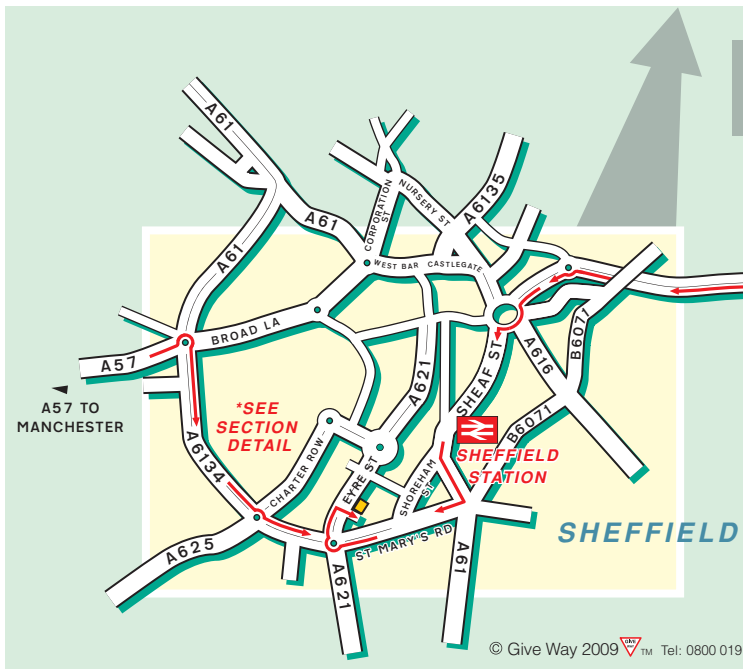 A61
A61
A61
CORPORATION
ST
NURSERY ST
A6135
WEST BAR
CASTLEGATE
BROAD LA
A57
A57 TO
MANCHESTER
*SEE
SECTION
DETAIL
A621
SHEAF ST
A616
B6071
B6071
SHEFFIELD
STATION
A6134
CHARTER ROW
EYRE ST
SHOREHAM
ST
ST MARY'S RD
A625
A621
A61
SHEFFIELD
© Give Way 2009 GIVE WAY TM Tel: 0800 019